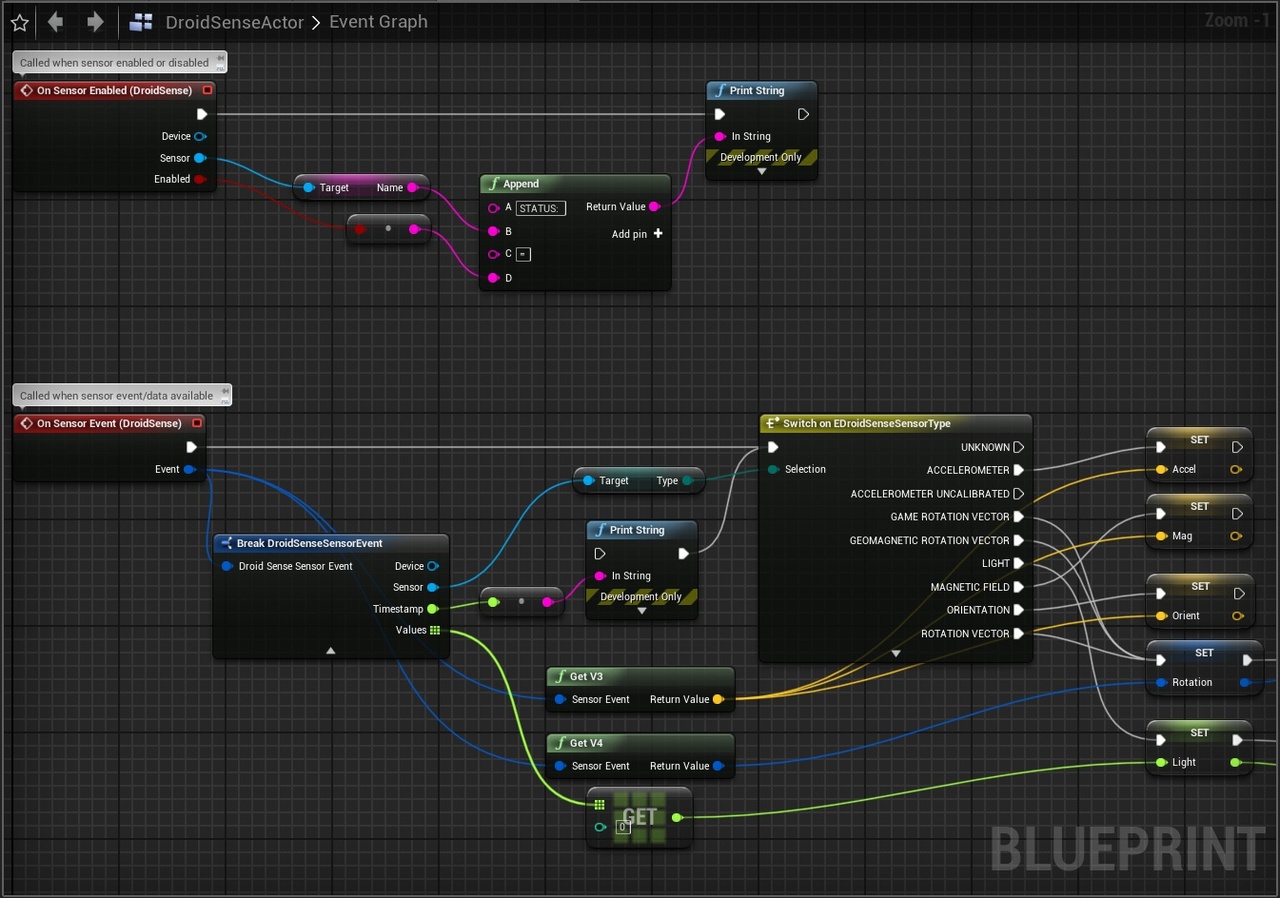 DroidSenseActor > Event Graph
Zoom -1
Called when sensor enabled or disabled
On Sensor Enabled (DroidSense)
Device
Sensor
Enabled
Target Name
Append
A STATUS: Return Value
B Add pin +
C =
D
Print String
In String
Development Only
Called when sensor event/data available
On Sensor Event (DroidSense)
Event
Break DroidSenseSensorEvent
Droid Sense Sensor Event Device
Sensor
Timestamp
Values
Target Type
Print String
In String
Development Only
Get V3
Sensor Event Return Value
Get V4
Sensor Event Return Value
GET
0
Switch on EDroidSenseSensorType
UNKNOWN
Selection ACCELEROMETER
ACCELEROMETER UNCALIBRATED
GAME ROTATION VECTOR
GEOMAGNETIC ROTATION VECTOR
LIGHT
MAGNETIC FIELD
ORIENTATION
ROTATION VECTOR
SET
Accel
SET
Mag
SET
Orient
SET
Rotation
SET
Light
BLUEPRINT